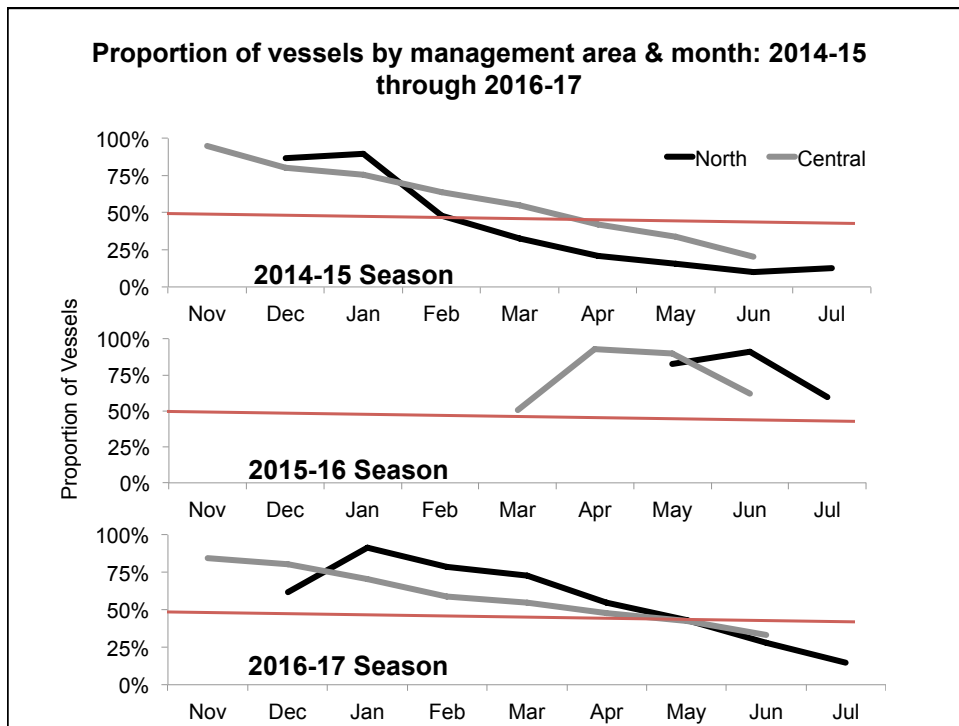 Proportion of vessels by management area & month: 2014-15
through 2016-17
Proportion of Vessels
100%
75%
50%
25%
0%
North Central
2014-15 Season
Nov Dec Jan Feb Mar Apr May Jun Jul
100%
75%
50%
25%
0%
2015-16 Season
Nov Dec Jan Feb Mar Apr May Jun Jul
100%
75%
50%
25%
0%
2016-17 Season
Nov Dec Jan Feb Mar Apr May Jun Jul